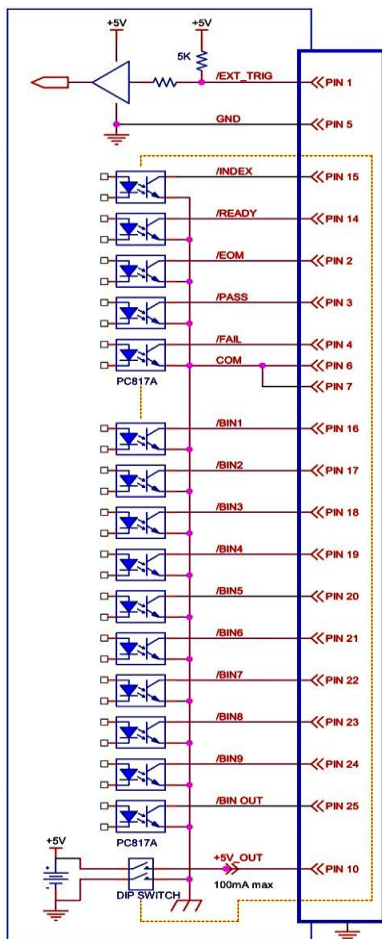 +5V
+5V
5K
/EXT_TRIG
PIN 1
GND
PIN 5
/INDEX
PIN 15
/READY
PIN 14
/EOM
PIN 2
/PASS
PIN 3
/FAIL
PIN 4
COM
PIN 6
PC817A
PIN 7
/BIN1
PIN 16
/BIN2
PIN 17
/BIN3
PIN 18
/BIN4
PIN 19
/BIN5
PIN 20
/BIN6
PIN 21
/BIN7
PIN 22
/BIN8
PIN 23
/BIN9
PIN 24
/BIN OUT
PIN 25
PC817A
+5V
+5V_OUT
PIN 10
100mA max
DIP SWITCH